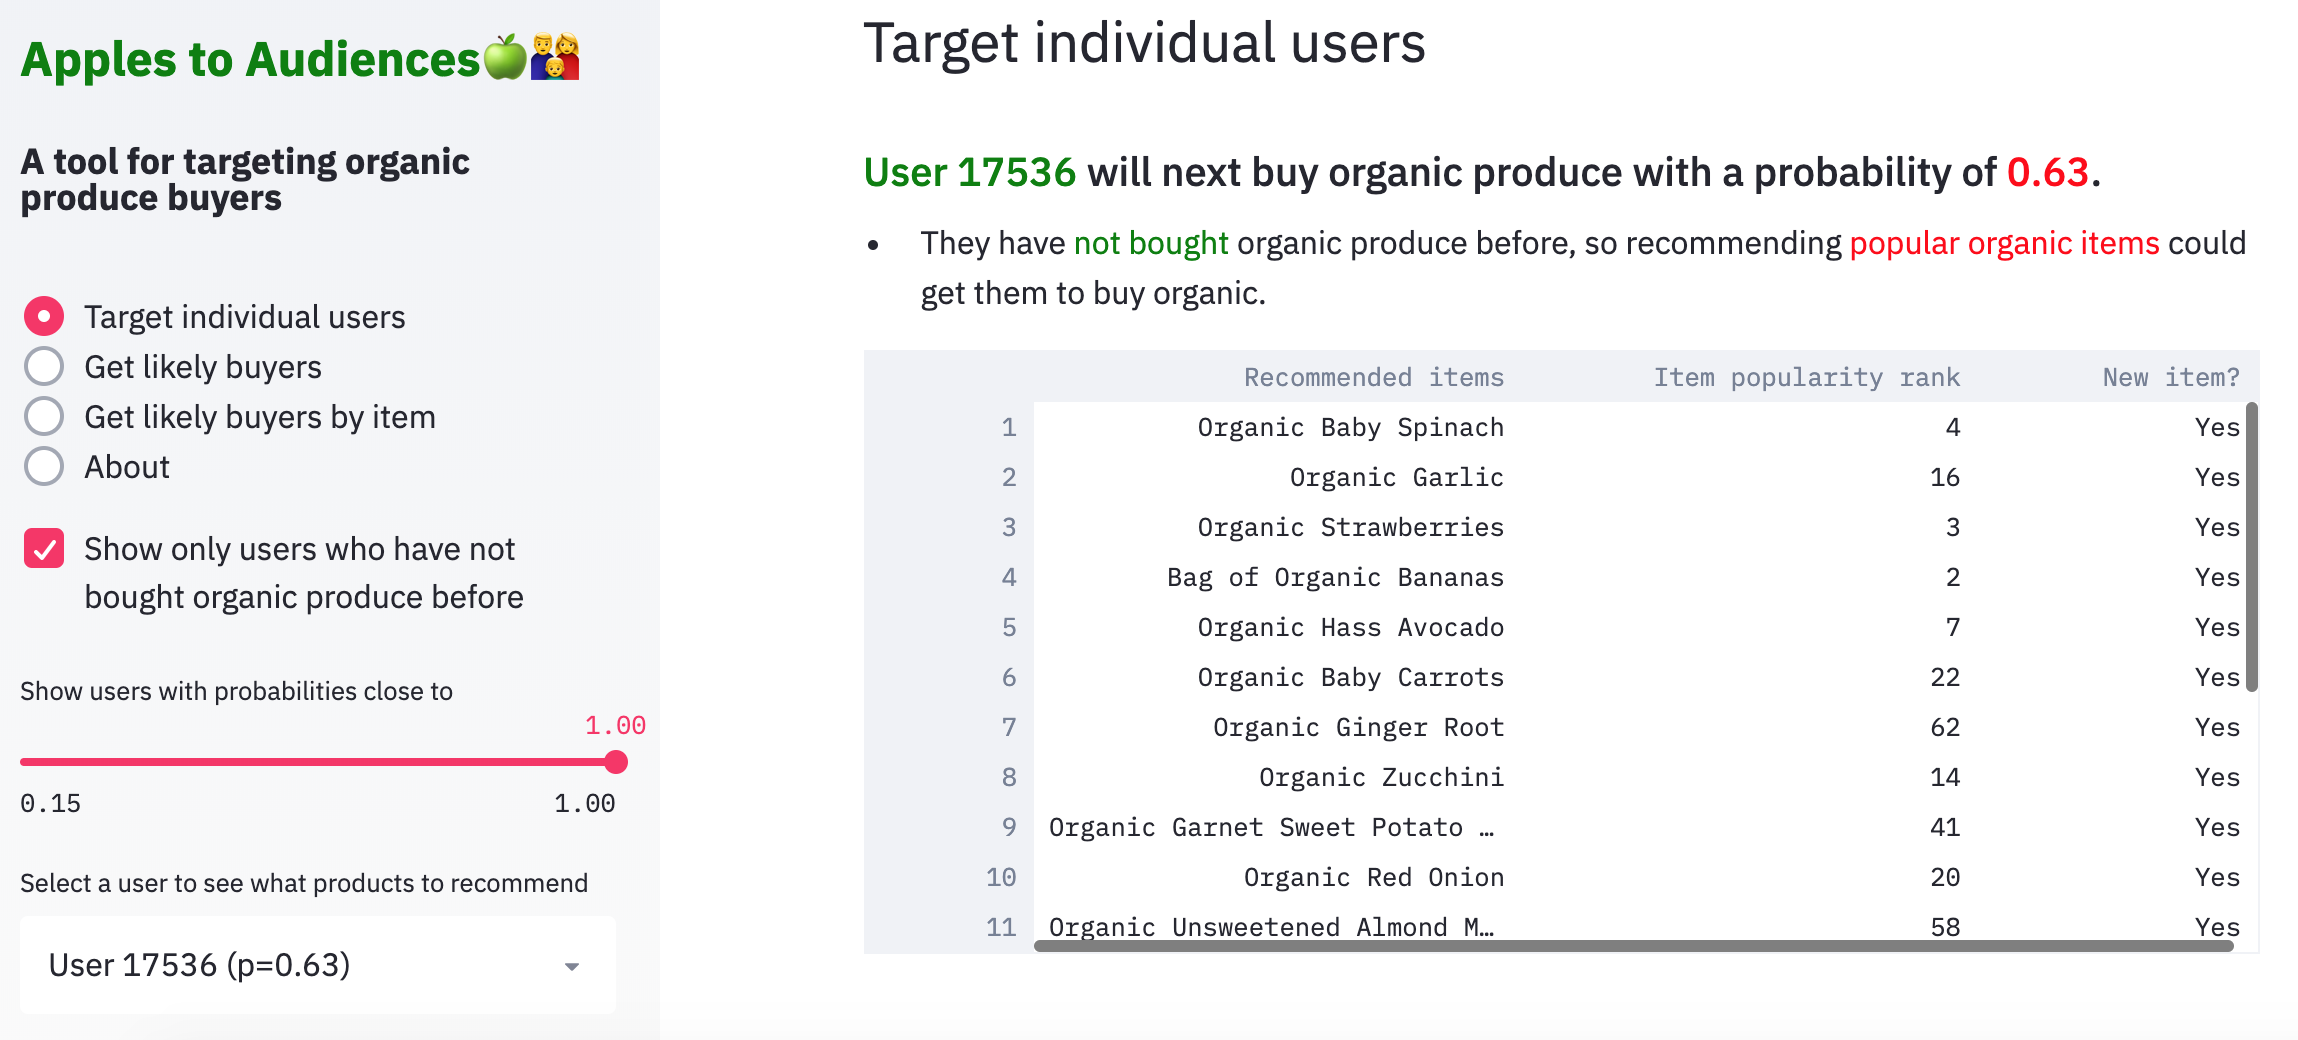 Apples to Audiences
A tool for targeting organic
produce buyers
Target individual users
Get likely buyers
Get likely buyers by item
About
Show only users who have not
bought organic produce before
Show users with probabilities close to
1.00
0.15 1.00
Select a user to see what products to recommend
User 17536 (p=0.63)
Target individual users
User 17536 will next buy organic produce with a probability of 0.63.
• They have not bought organic produce before, so recommending popular organic items could
get them to buy organic.
Recommended items Item popularity rank New item?
1 Organic Baby Spinach 4 Yes
2 Organic Garlic 16 Yes
3 Organic Strawberries 3 Yes
4 Bag of Organic Bananas 2 Yes
5 Organic Hass Avocado 7 Yes
6 Organic Baby Carrots 22 Yes
7 Organic Ginger Root 62 Yes
8 Organic Zucchini 14 Yes
9 Organic Garnet Sweet Potato … 41 Yes
10 Organic Red Onion 20 Yes
11 Organic Unsweetened Almond M… 58 Yes